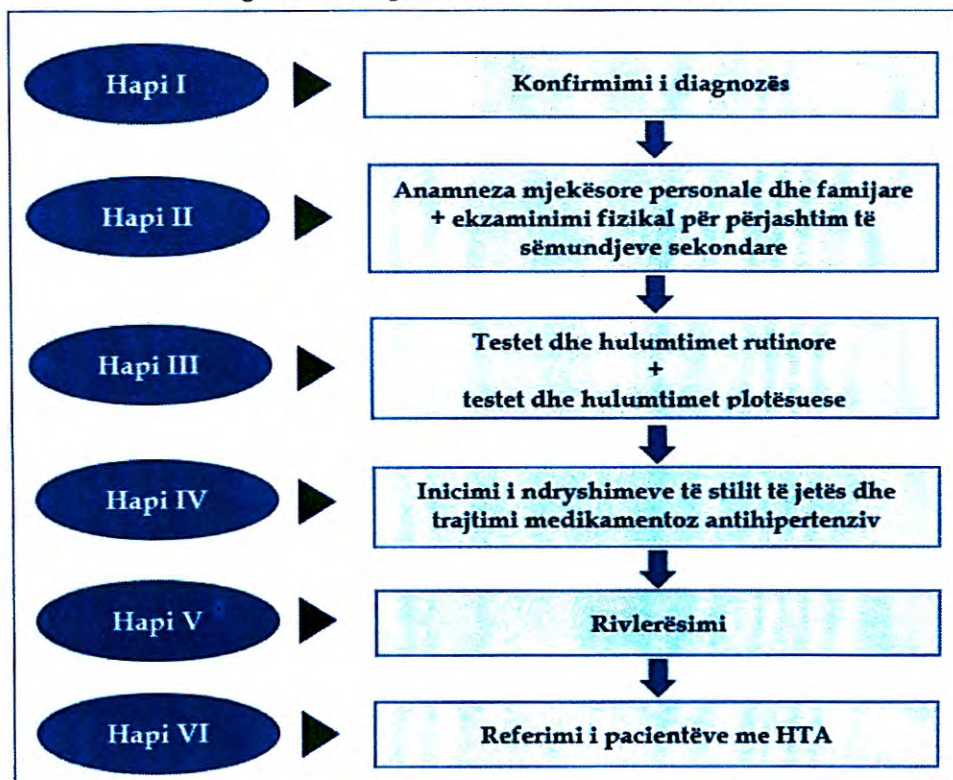 Hapi I
Konfirmimi i diagnozës
Hapi II
Anamneza mjekësore personale dhe famijare
+ ekzaminimi fizikal për përjashtim të
sëmundjeve sekondare
Hapi III
Testet dhe hulumtimet rutinore
+
testet dhe hulumtimet plotësuese
Hapi IV
Inicimi i ndryshimeve të stilit të jetës dhe
trajtimi medikamentoz antihipertenziv
Hapi V
Rivlerësimi
Hapi VI
Referimi i pacientëve me HTA